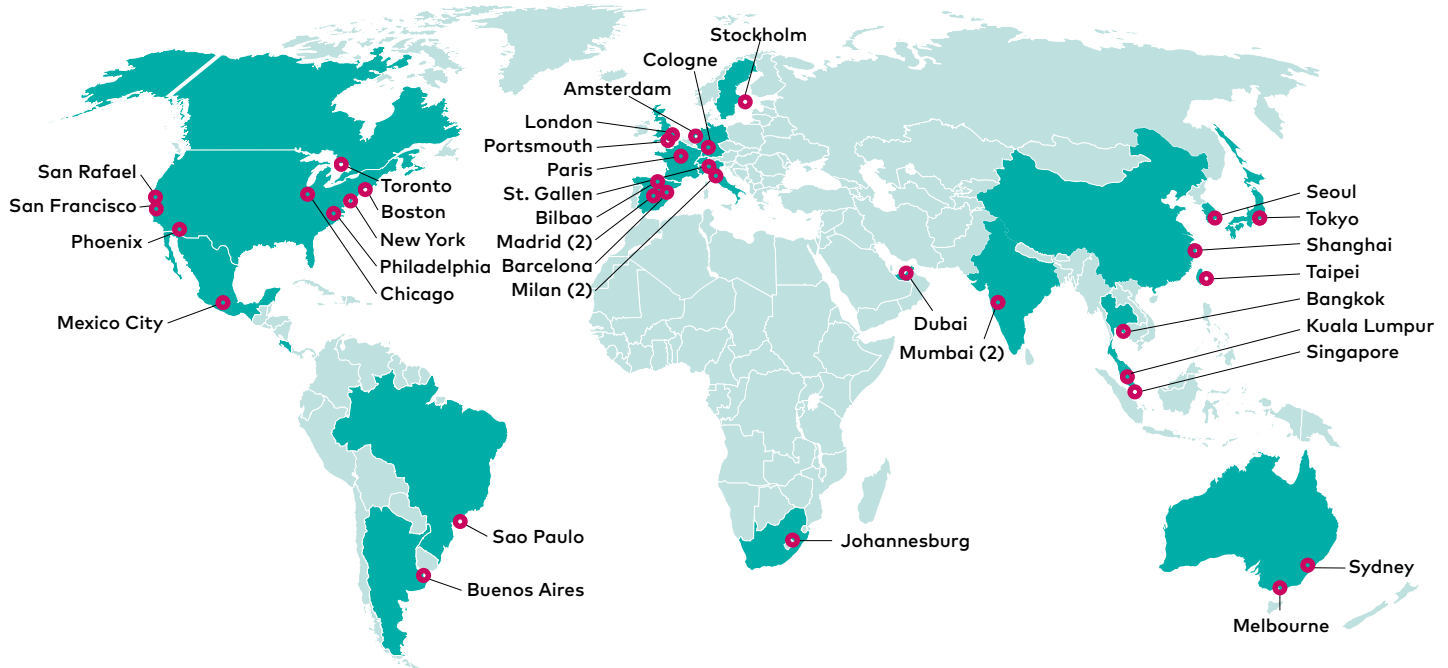 Stockholm
Cologne
Amsterdam
London
Portsmouth
Paris
St. Gallen
Bilbao
Madrid (2)
Barcelona
Milan (2)
San Rafael
San Francisco
Phoenix
Mexico City
Toronto
Boston
New York
Philadelphia
Chicago
Sao Paulo
Buenos Aires
Johannesburg
Dubai
Mumbai (2)
Seoul
Tokyo
Shanghai
Taipei
Bangkok
Kuala Lumpur
Singapore
Sydney
Melbourne